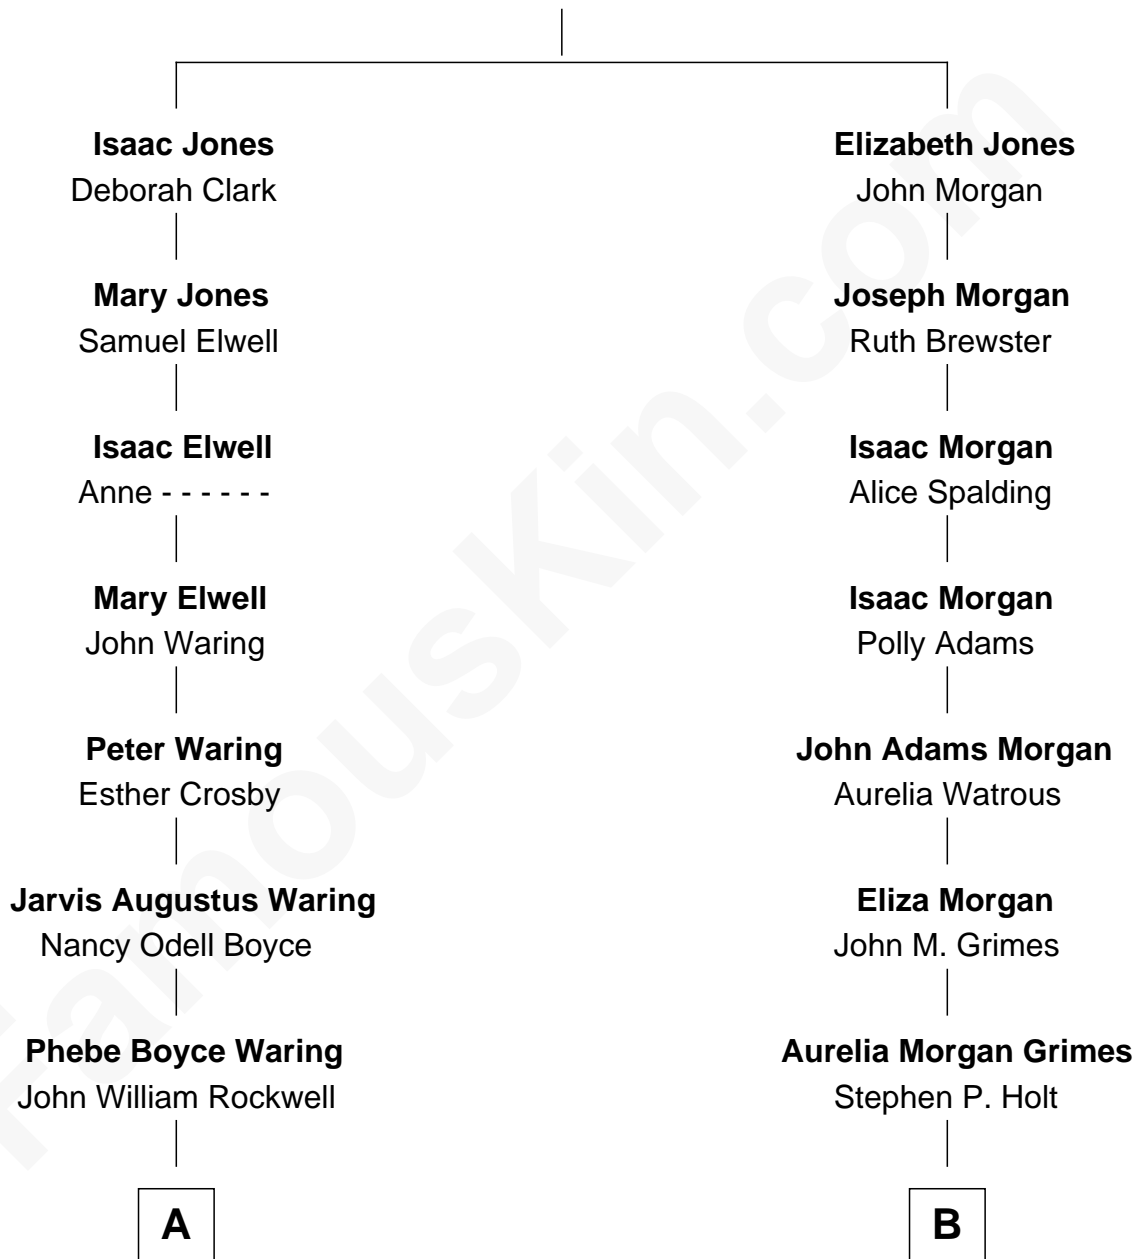 Isaac Jones
Deborah Clark
Mary Jones
Samuel Elwell
Isaac Elwell
Anne - - - - - -
Mary Elwell
John Waring
Peter Waring
Esther Crosby
Jarvis Augustus Waring
Nancy Odell Boyce
Phebe Boyce Waring
John William Rockwell
A
Elizabeth Jones
John Morgan
Joseph Morgan
Ruth Brewster
Isaac Morgan
Alice Spalding
Isaac Morgan
Polly Adams
John Adams Morgan
Aurelia Watrous
Eliza Morgan
John M. Grimes
Aurelia Morgan Grimes
Stephen P. Holt
B
FamousKin.com